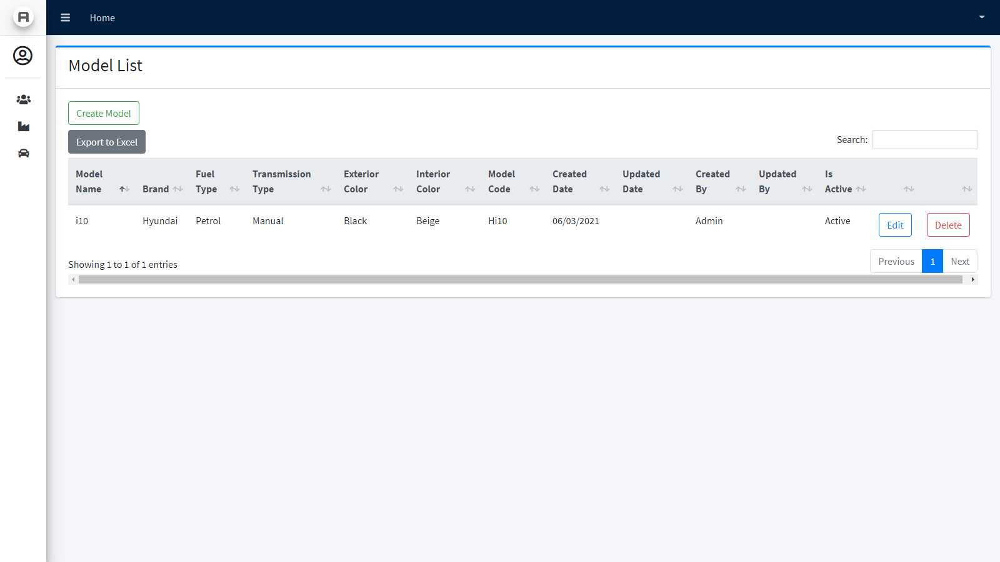 A
Home
Model List
Create Model
Export to Excel
Search:
Model Name
Brand
Fuel Type
Transmission Type
Exterior Color
Interior Color
Model Code
Created Date
Updated Date
Created By
Updated By
Is Active
i10 Hyundai Petrol Manual Black Beige Hi10 06/03/2021 Admin Active Edit Delete
Showing 1 to 1 of 1 entries
Previous 1 Next